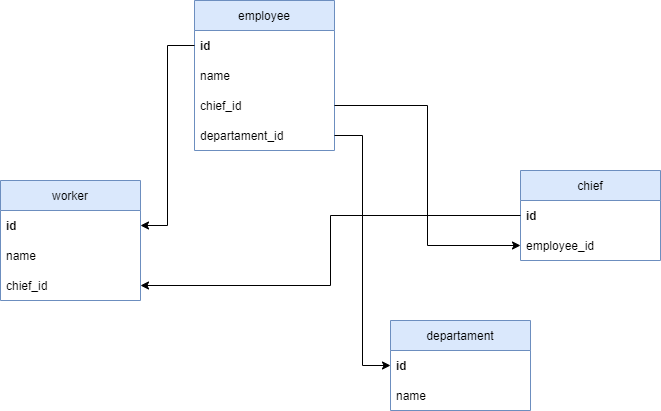 employee
id
name
chief_id
departament_id
worker
id
name
chief_id
chief
id
employee_id
departament
id
name